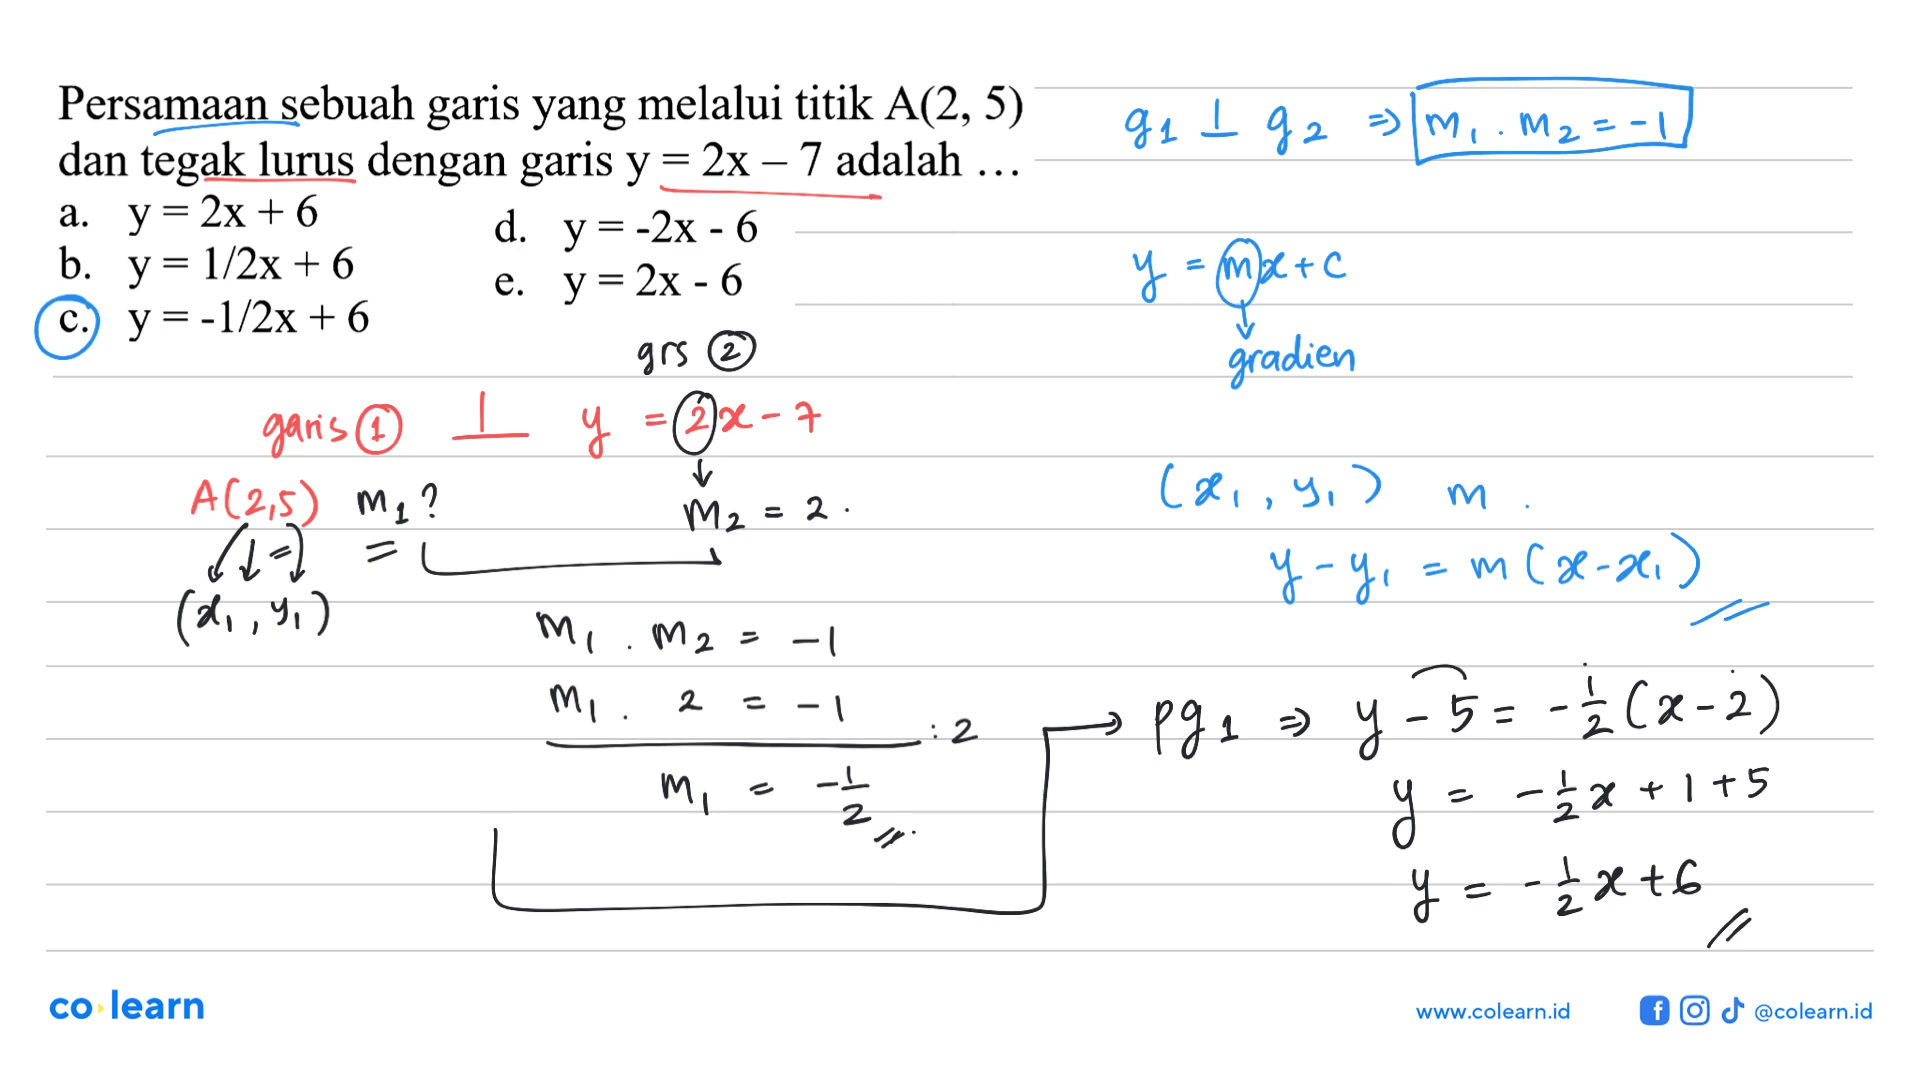 Persamaan sebuah garis yang melalui titik A(2, 5)
dan tegak lurus dengan garis y = 2x – 7 adalah ...
a. y = 2x + 6
b. y = 1/2x + 6
c. y = -1/2x + 6
d. y = -2x - 6
e. y = 2x - 6
g1 ⊥ g2 ⇒ m1 . m2 = -1
y = mx + c
gradien
(x1, y1) m .
y - y1 = m(x - x1)
grs ②
garis ① ⊥ y = 2x - 7
A(2,5) m1? m2 = 2 .
(x1, y1)
m1 . m2 = -1
m1 . 2 = -1
: 2
m1 = -1/2
pg1 ⇒ y - 5 = -1/2 (x - 2)
y = -1/2 x + 1 + 5
y = -1/2 x + 6
co learn
www.colearn.id
@colearn.id